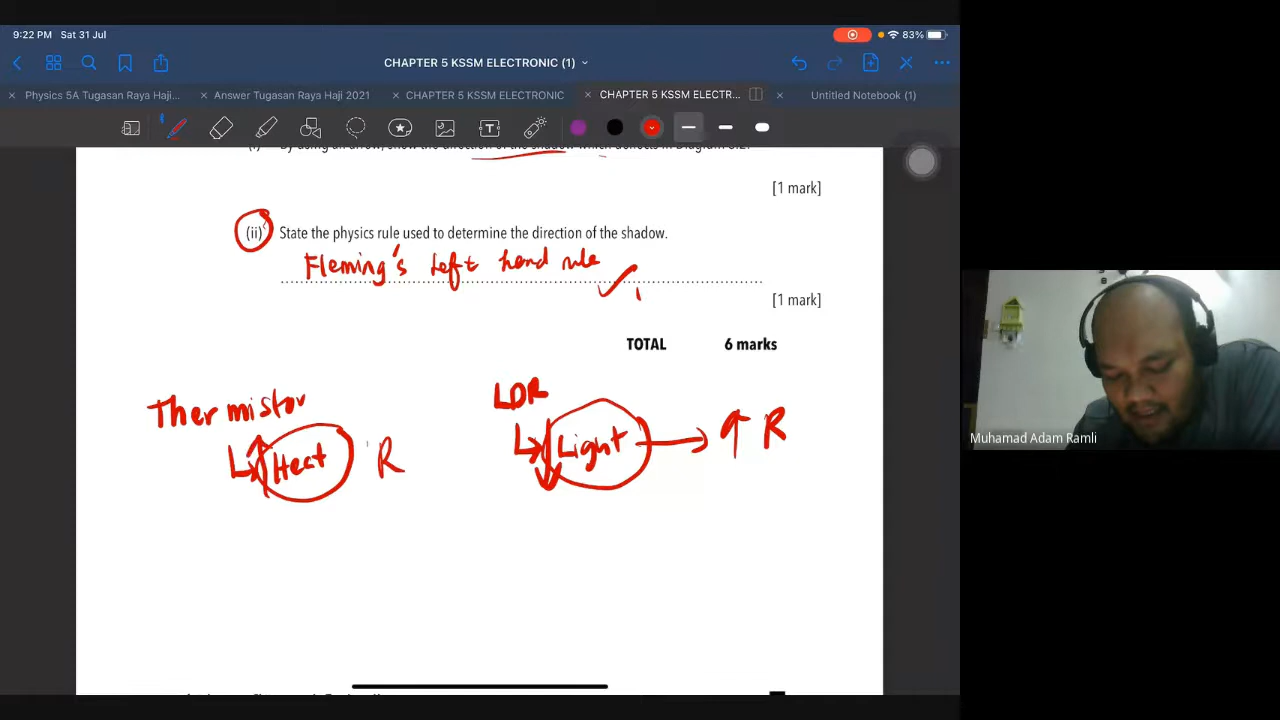 9:22 PM Sat 31 Jul
83%
CHAPTER 5 KSSM ELECTRONIC (1)
Physics 5A Tugasan Raya Haji...
Answer Tugasan Raya Haji 2021
CHAPTER 5 KSSM ELECTRONIC
CHAPTER 5 KSSM ELECTR...
Untitled Notebook (1)
[1 mark]
(ii) State the physics rule used to determine the direction of the shadow.
Fleming's left hand rule
[1 mark]
TOTAL 6 marks
Thermistor
Heat R
LDR
Light R
Muhamad Adam Ramli